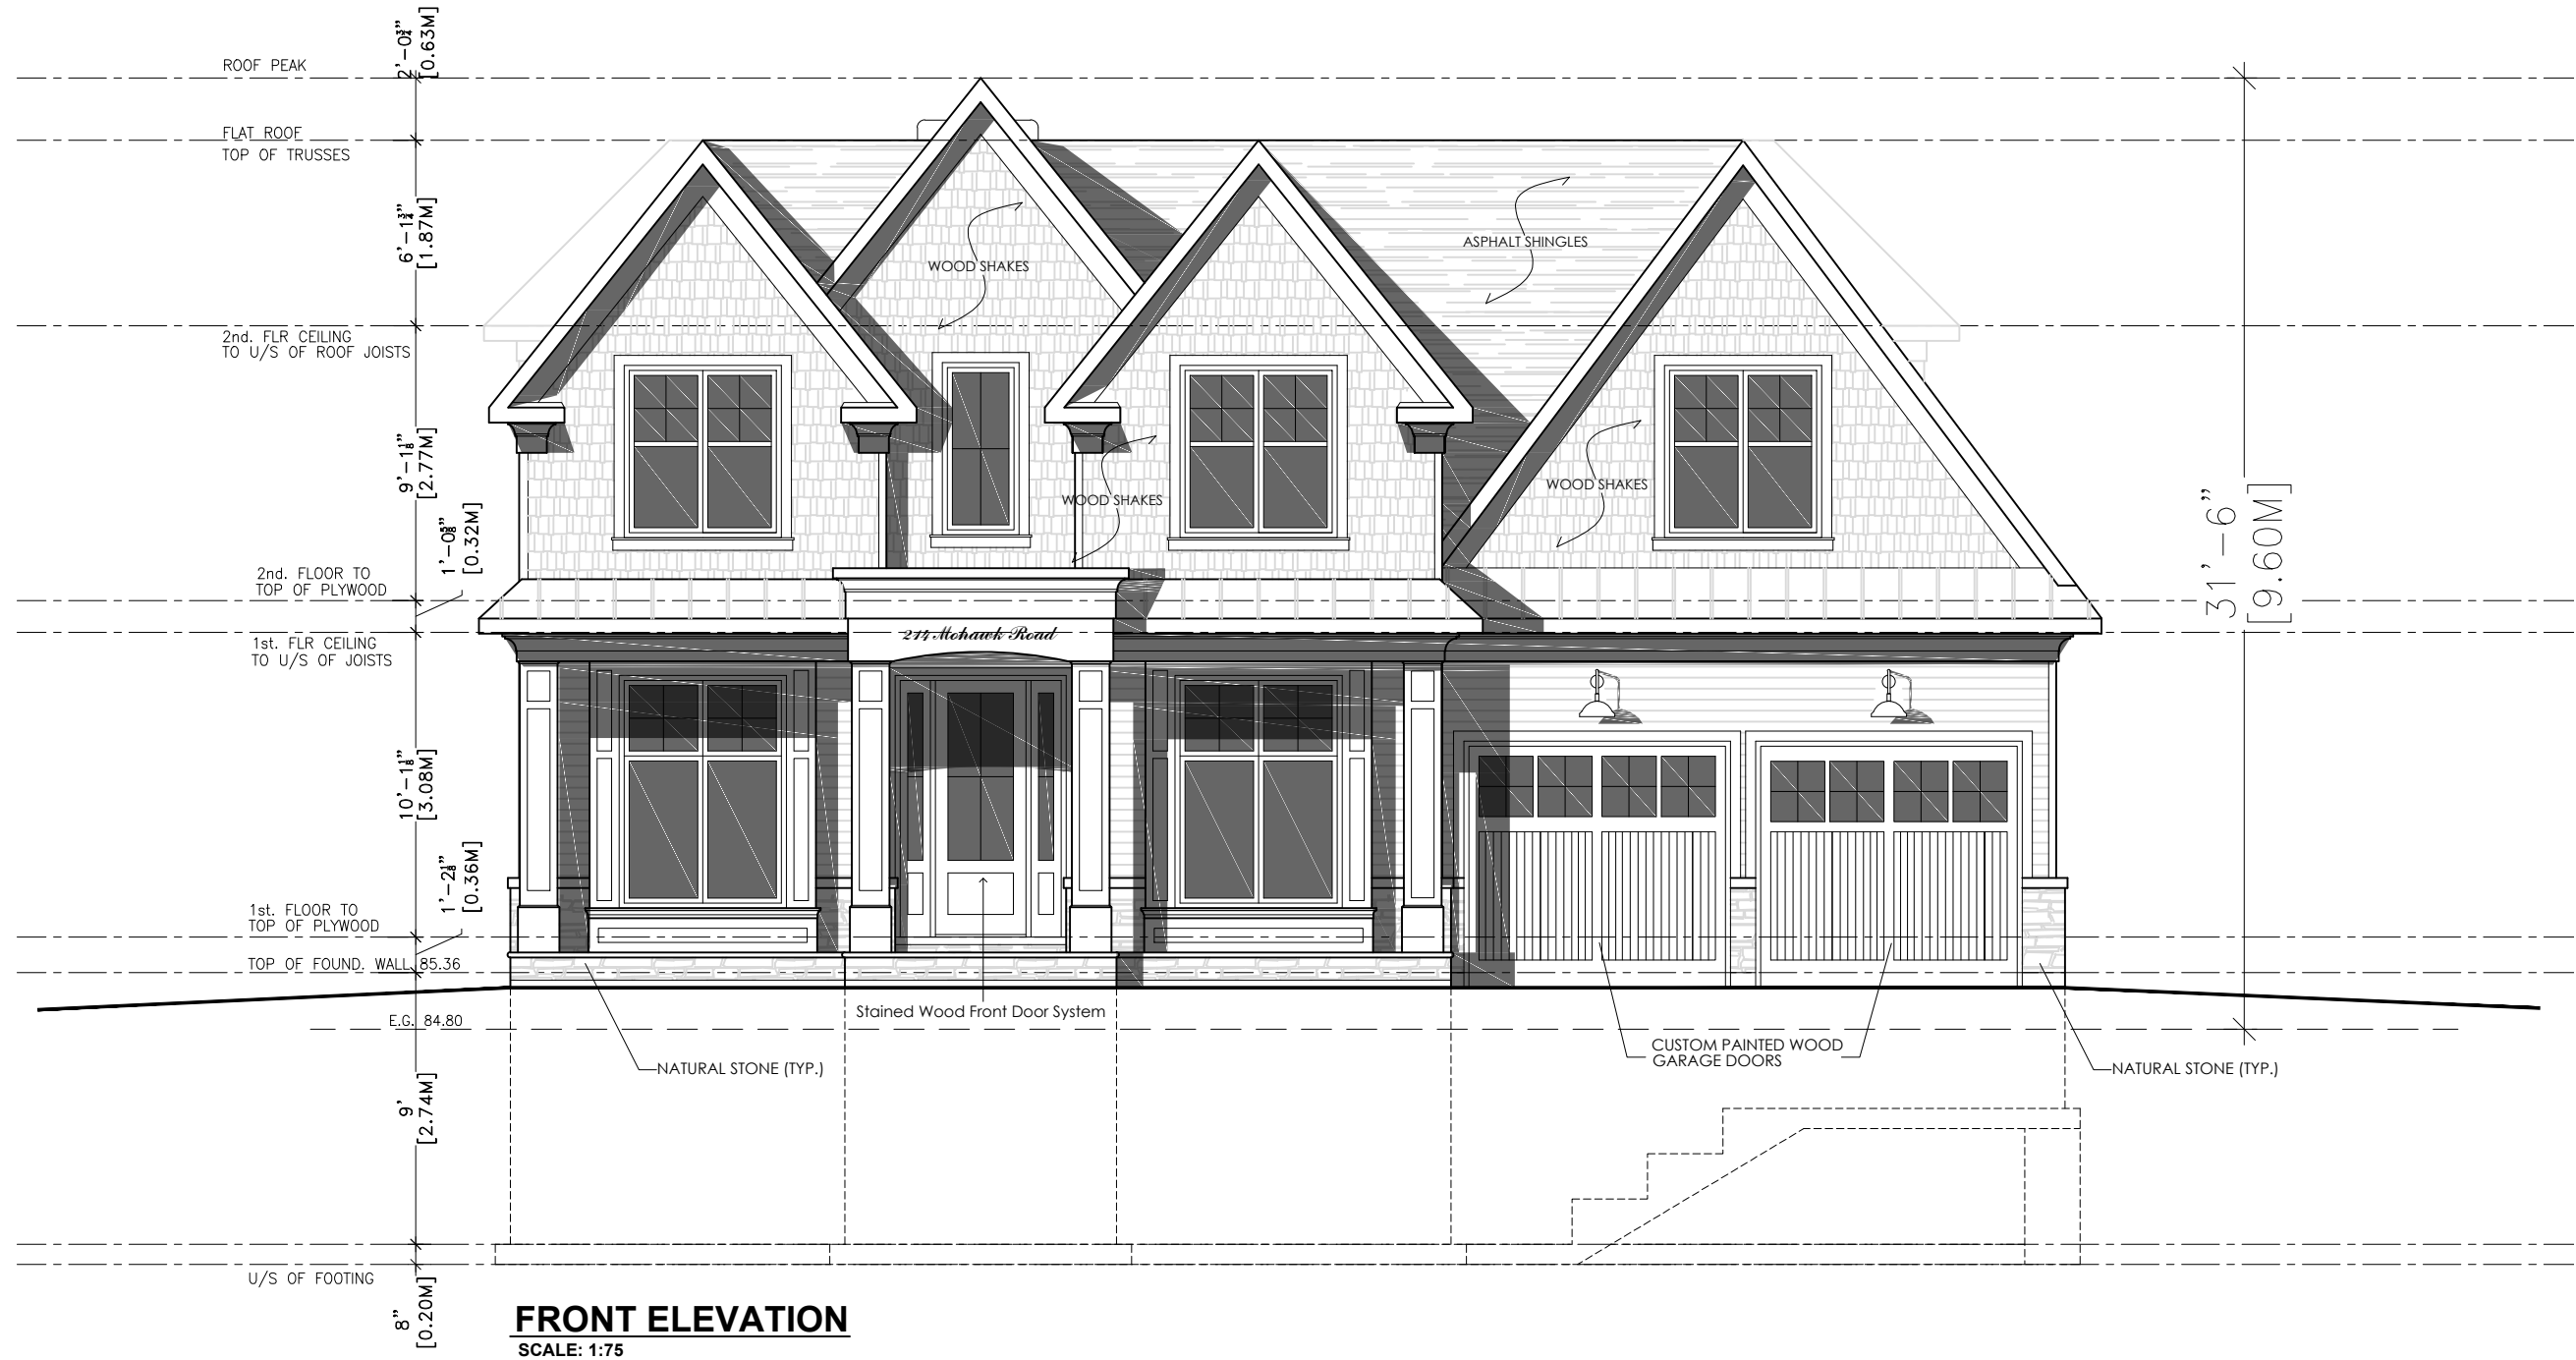 2'-0¾"
[0.63M]
ROOF PEAK
FLAT ROOF
TOP OF TRUSSES
6'-1¾"
[1.87M]
WOOD SHAKES
ASPHALT SHINGLES
2nd. FLR CEILING
TO U/S OF ROOF JOISTS
9'-1⅛"
[2.77M]
WOOD SHAKES
WOOD SHAKES
31'-6"
[9.60M]
1'-0⅝"
[0.32M]
2nd. FLOOR TO
TOP OF PLYWOOD
214 Mohawk Road
1st. FLR CEILING
TO U/S OF JOISTS
10'-1⅛"
[3.08M]
1'-2⅛"
[0.36M]
1st. FLOOR TO
TOP OF PLYWOOD
TOP OF FOUND. WALL 85.36
Stained Wood Front Door System
E.G. 84.80
CUSTOM PAINTED WOOD
GARAGE DOORS
NATURAL STONE (TYP.)
NATURAL STONE (TYP.)
9'
[2.74M]
U/S OF FOOTING
8"
[0.20M]
FRONT ELEVATION
SCALE: 1:75